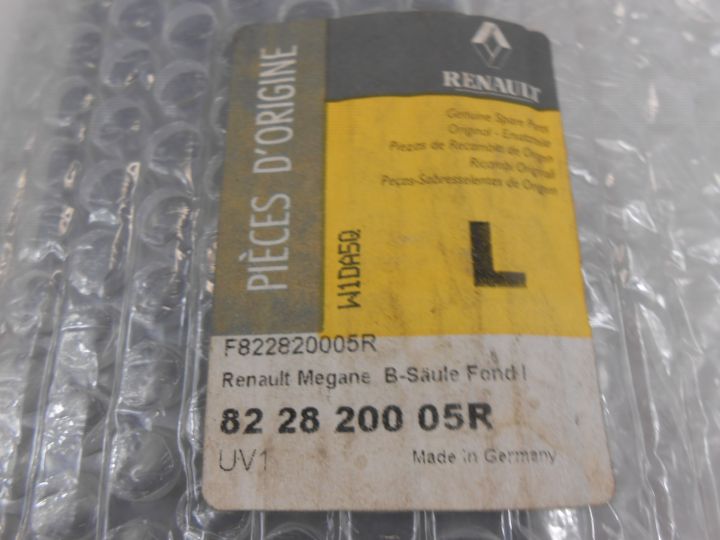 PIÈCES D'ORIGINE
RENAULT
Genuine Spare Parts
Original - Ersatzteile
Piezas de Recambio de Origen
Ricambi Originali
Peças-Sobresselentes de Origem
W1DA5Q
L
F822820005R
Renault Megane B-Säule Fond l
82 28 200 05R
UV1
Made in Germany